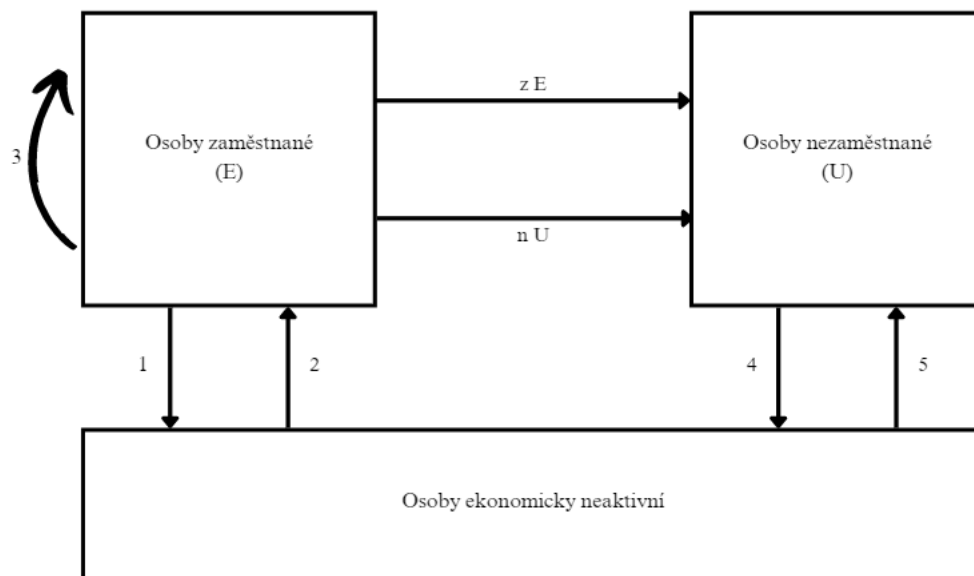 z E
Osoby zaměstnané
(E)
Osoby nezaměstnané
(U)
3
n U
1
2
4
5
Osoby ekonomicky neaktivní